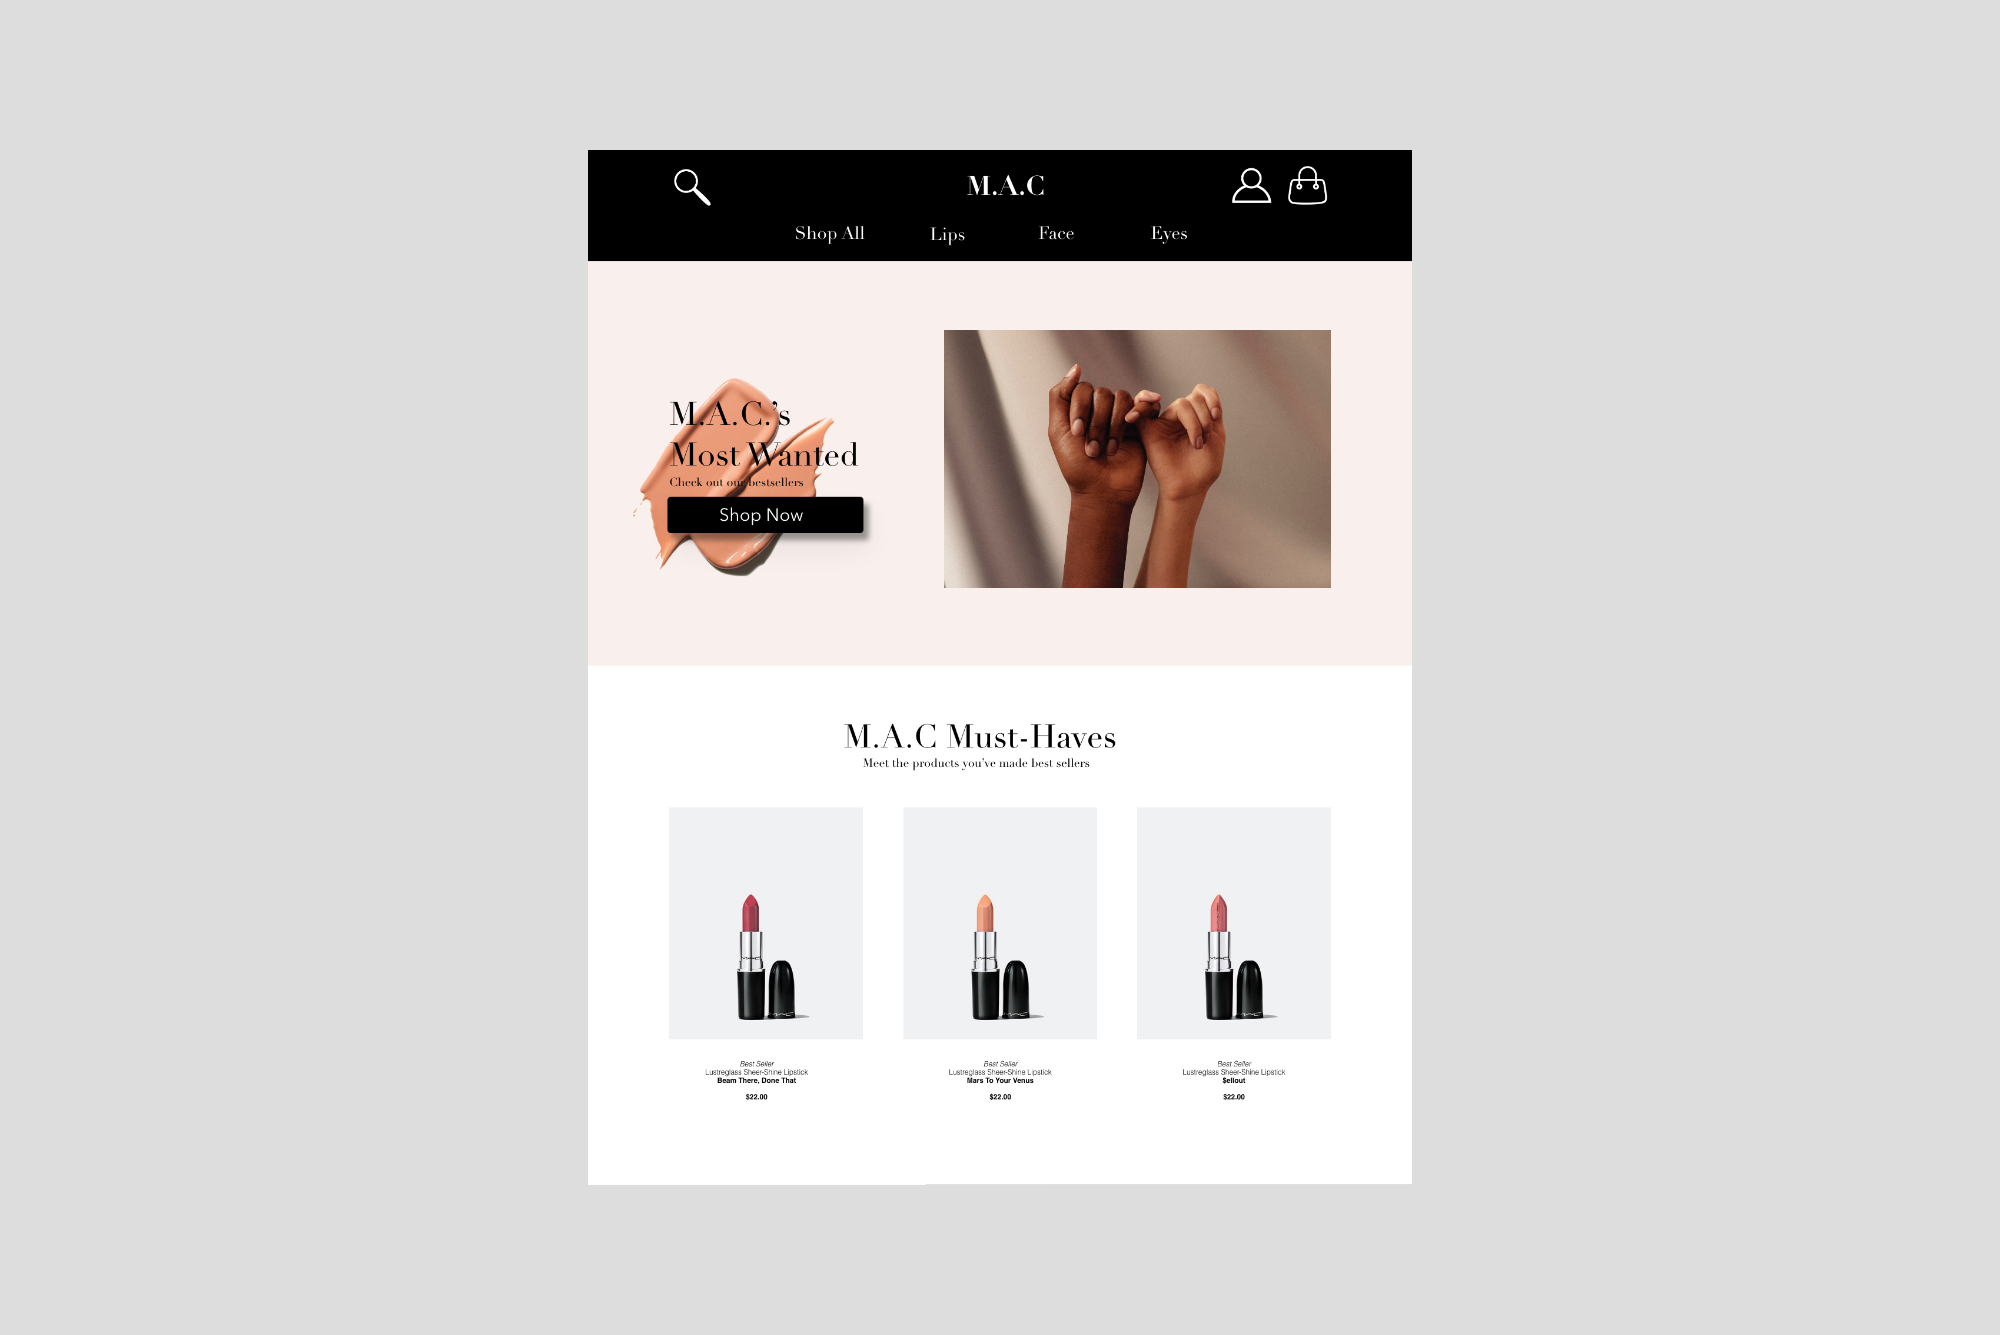 M.A.C
Shop All Lips Face Eyes
M.A.C.'s
Most Wanted
Check out our bestsellers
Shop Now
M.A.C Must-Haves
Meet the products you've made best sellers
Best Seller
Lustreglass Sheer-Shine Lipstick
Beam There, Done That
$22.00
Best Seller
Lustreglass Sheer-Shine Lipstick
Mars To Your Venus
$22.00
Best Seller
Lustreglass Sheer-Shine Lipstick
$ellout
$22.00